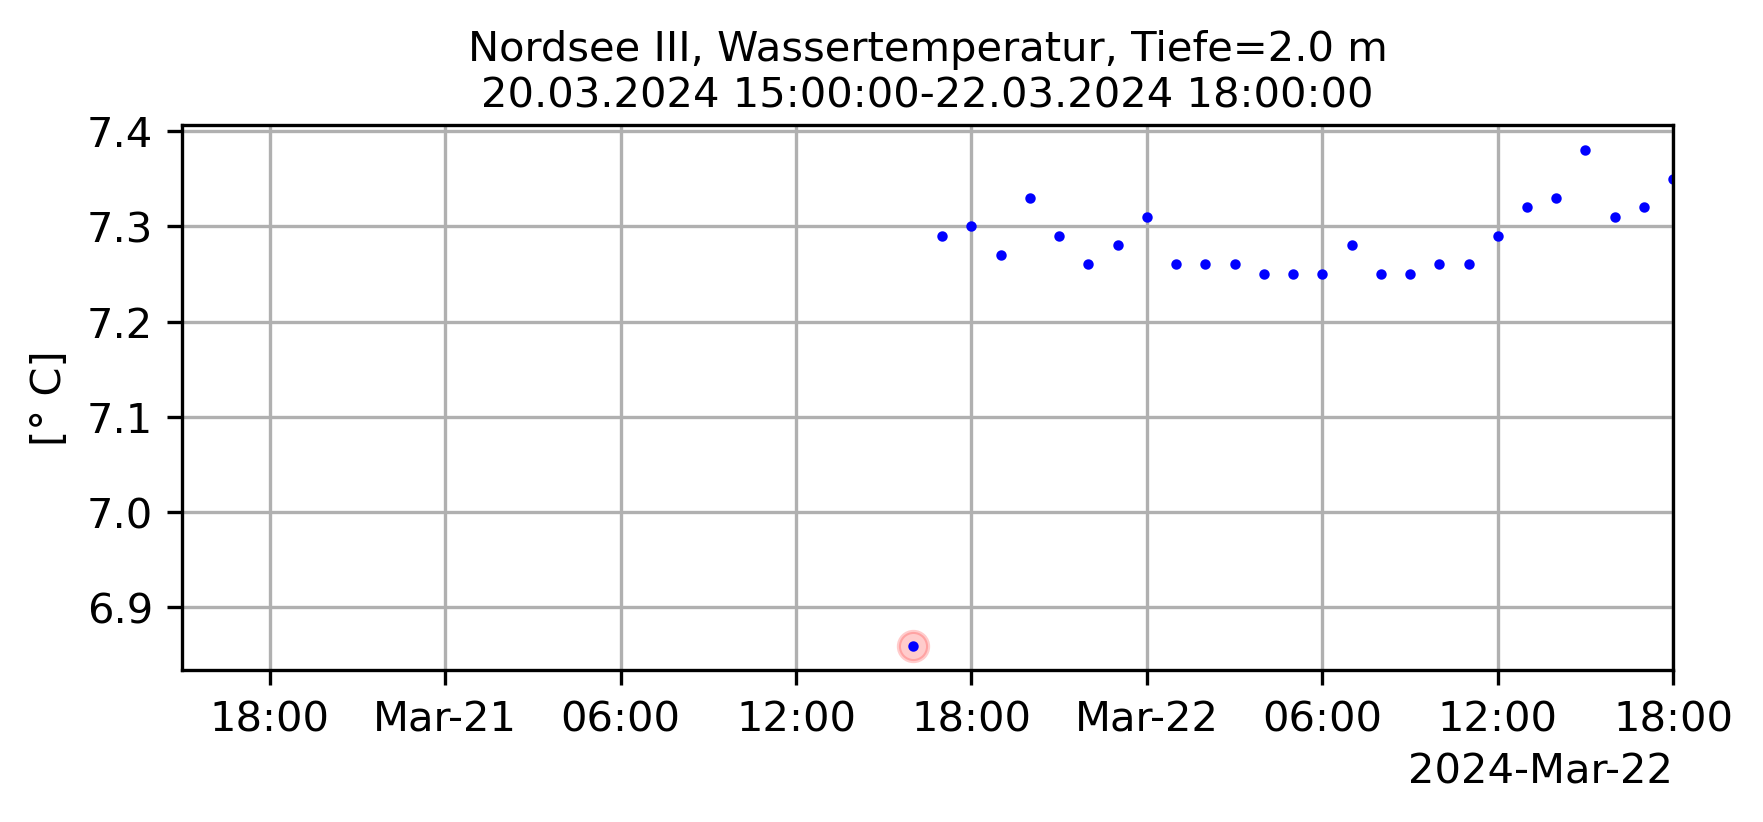 Nordsee III, Wassertemperatur, Tiefe=2.0 m
20.03.2024 15:00:00-22.03.2024 18:00:00
7.4
7.3
7.2
7.1
7.0
6.9
[° C]
18:00 Mar-21 06:00 12:00 18:00 Mar-22 06:00 12:00 18:00
2024-Mar-22